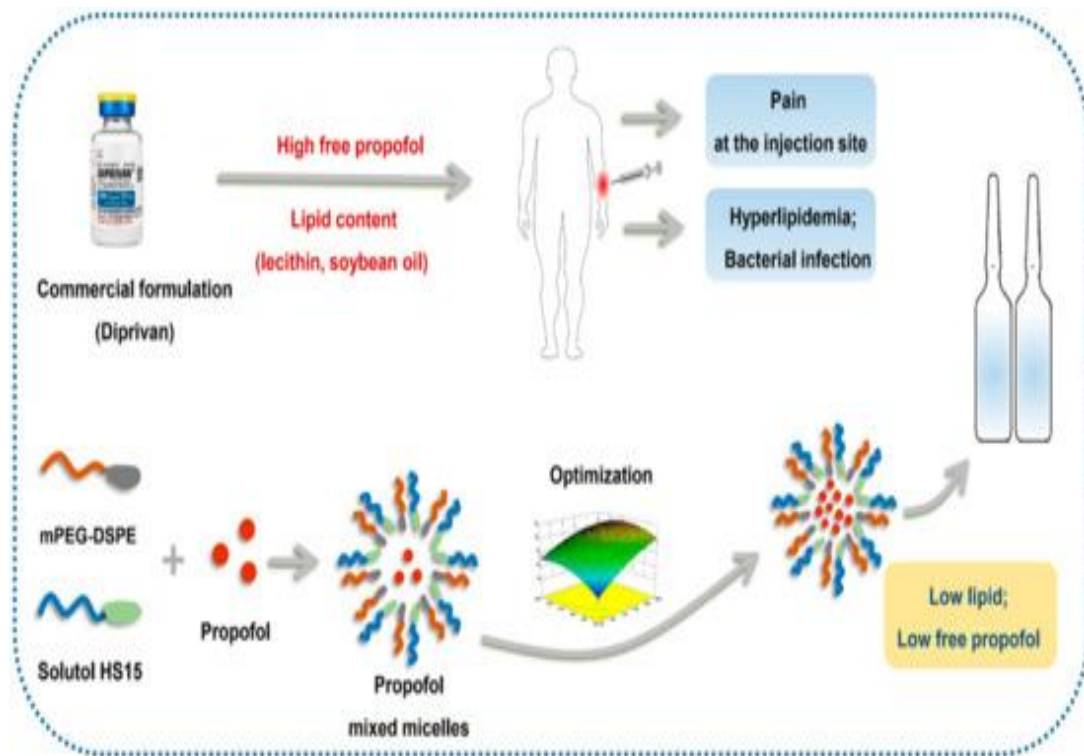 High free propofol
Lipid content
(lecithin, soybean oil)
Pain
at the injection site
Hyperlipidemia;
Bacterial infection
DIPRIVAN
Commercial formulation
(Diprivan)
mPEG-DSPE
+
Solutol HS15
Propofol
Propofol
mixed micelles
Optimization
Low lipid;
Low free propofol